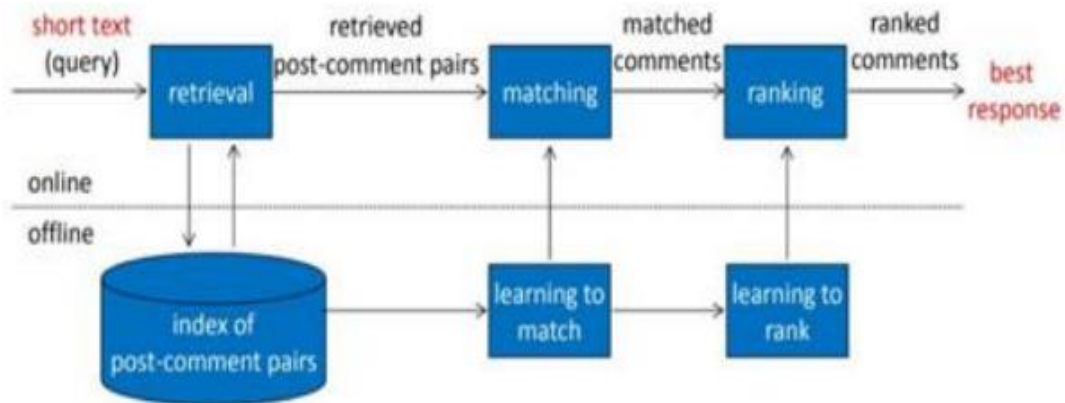 short text
(query)
retrieval
retrieved
post-comment pairs
matching
matched
comments
ranking
ranked
comments
best
response
online
offline
index of
post-comment pairs
learning to
match
learning to
rank